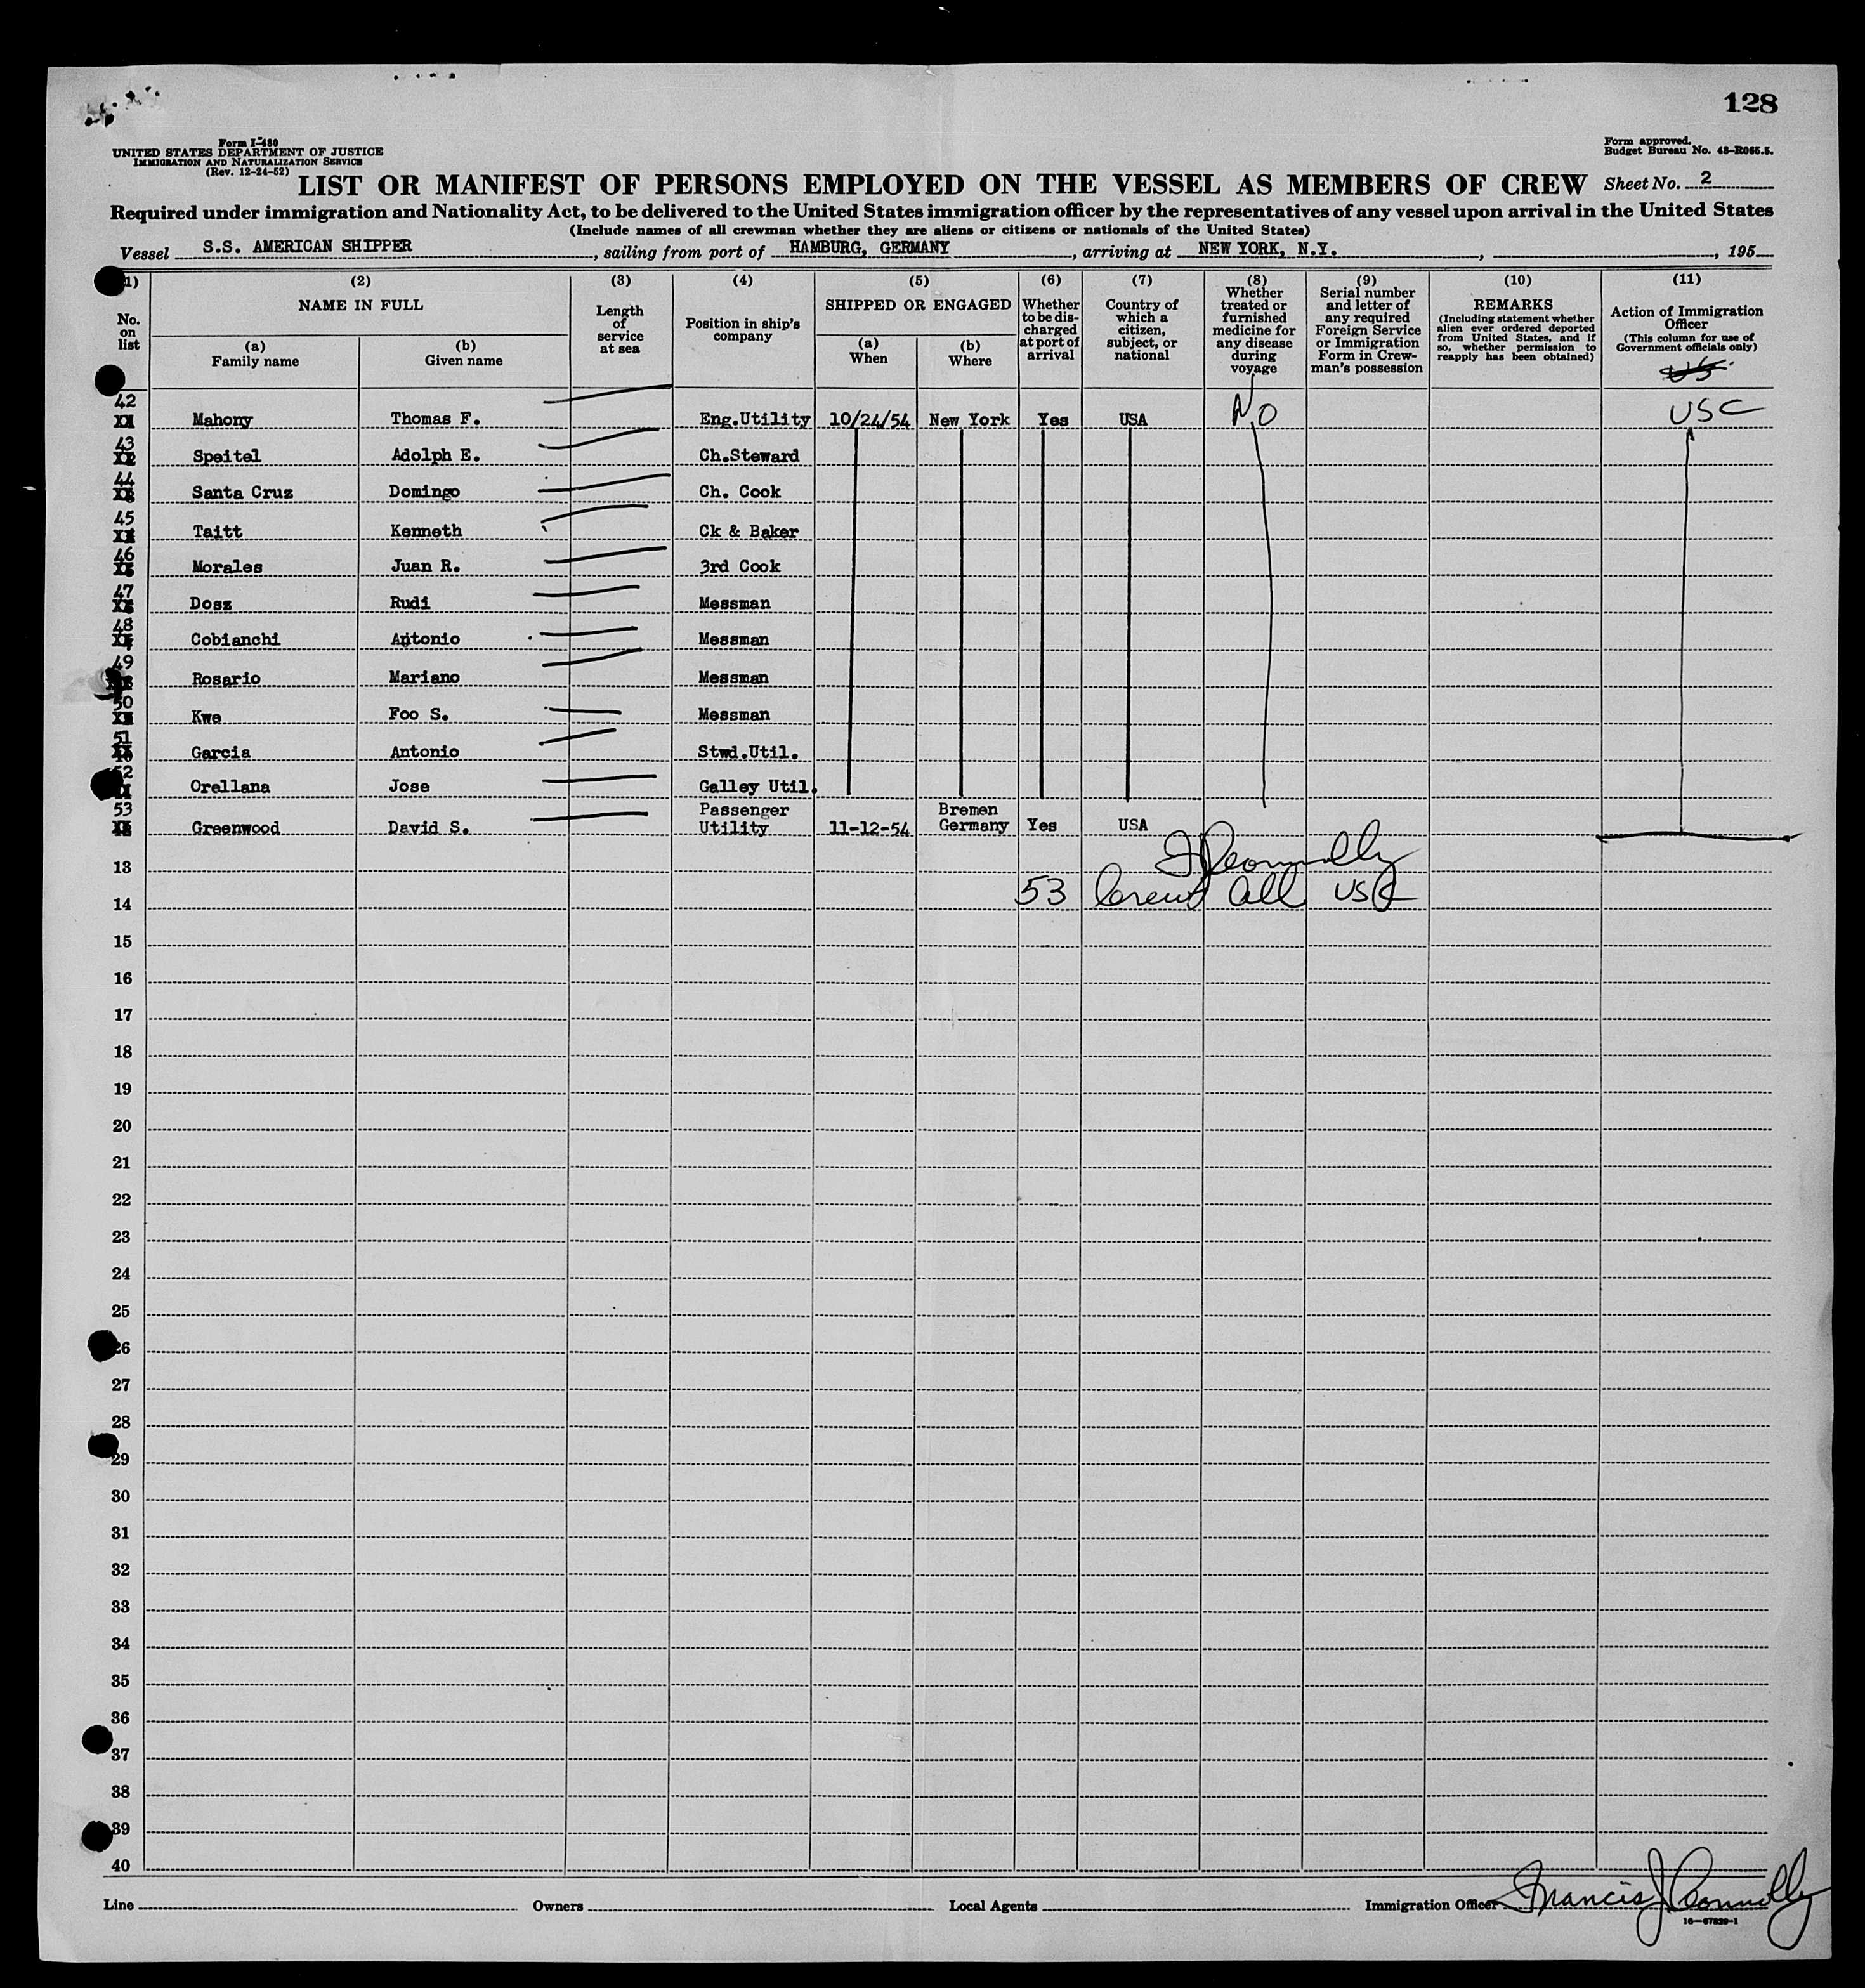 128
Form I-480
UNITED STATES DEPARTMENT OF JUSTICE
IMMIGRATION AND NATURALIZATION SERVICE
(Rev. 12-24-52)
Form approved.
Budget Bureau No. 43-R065.5.
LIST OR MANIFEST OF PERSONS EMPLOYED ON THE VESSEL AS MEMBERS OF CREW Sheet No. 2
Required under immigration and Nationality Act, to be delivered to the United States immigration officer by the representatives of any vessel upon arrival in the United States
(Include names of all crewman whether they are aliens or citizens or nationals of the United States)
Vessel S.S. AMERICAN SHIPPER, sailing from port of HAMBURG, GERMANY, arriving at NEW YORK, N.Y., , 195
(1) (2) (3) (4) (5) (6) (7) (8) (9) (10) (11)
No. on list
NAME IN FULL
(a) Family name
(b) Given name
Length of service at sea
Position in ship's company
SHIPPED OR ENGAGED
(a) When
(b) Where
Whether to be discharged at port of arrival
Country of which a citizen, subject, or national
Whether treated or furnished medicine for any disease during voyage
Serial number and letter of any required Foreign Service or Immigration Form in Crewman's possession
REMARKS
(Including statement whether alien ever ordered deported from United States, and if so, whether permission to reapply has been obtained)
Action of Immigration Officer
(This column for use of Government officials only)
US
42 Mahony Thomas F. Eng.Utility 10/24/54 New York Yes USA No USC
43 Speitel Adolph E. Ch.Steward
44 Santa Cruz Domingo Ch. Cook
45 Taitt Kenneth Ck & Baker
46 Morales Juan R. 3rd Cook
47 Dosz Rudi Messman
48 Cobianchi Antonio Messman
49 Rosario Mariano Messman
50 Kwe Foo S. Messman
51 Garcia Antonio Stwd.Util.
52 Orellana Jose Galley Util.
53 Greenwood David S. Passenger Utility 11-12-54 Bremen Germany Yes USA
FJConnolly
13
53 Crew All USC
14
15
16
17
18
19
20
21
22
23
24
25
26
27
28
29
30
31
32
33
34
35
36
37
38
39
40
Line Owners Local Agents Immigration Officer Francis J Connolly
16—67239-1